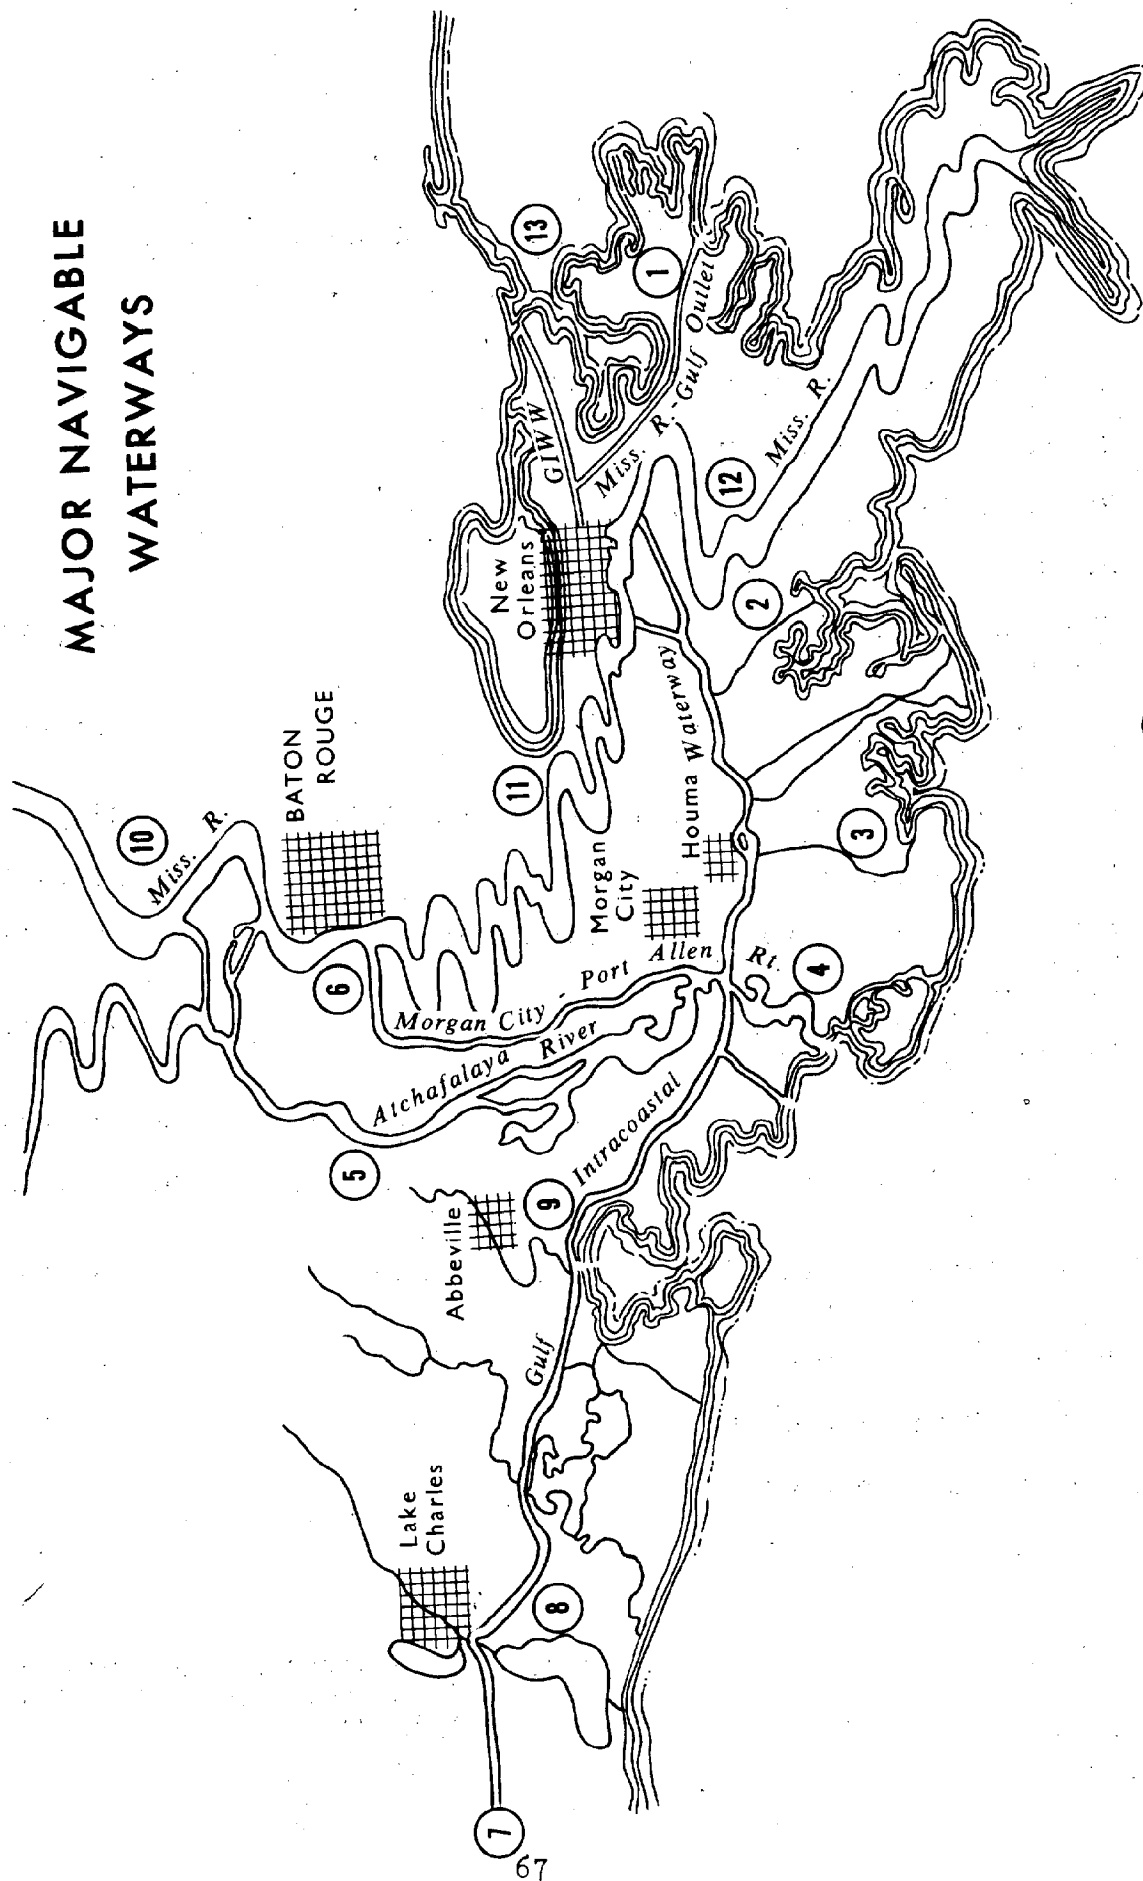 MAJOR NAVIGABLE
WATERWAYS
10
Miss. R.
BATON
ROUGE
6
5
Morgan City - Port Allen Rt.
Atchafalaya River
11
New
Orleans
GIWW
13
1
Miss. R. - Gulf Outlet
12
Miss. R.
2
Houma Waterway
Morgan
City
3
4
Gulf Intracoastal
9
Abbeville
Lake
Charles
8
7
67